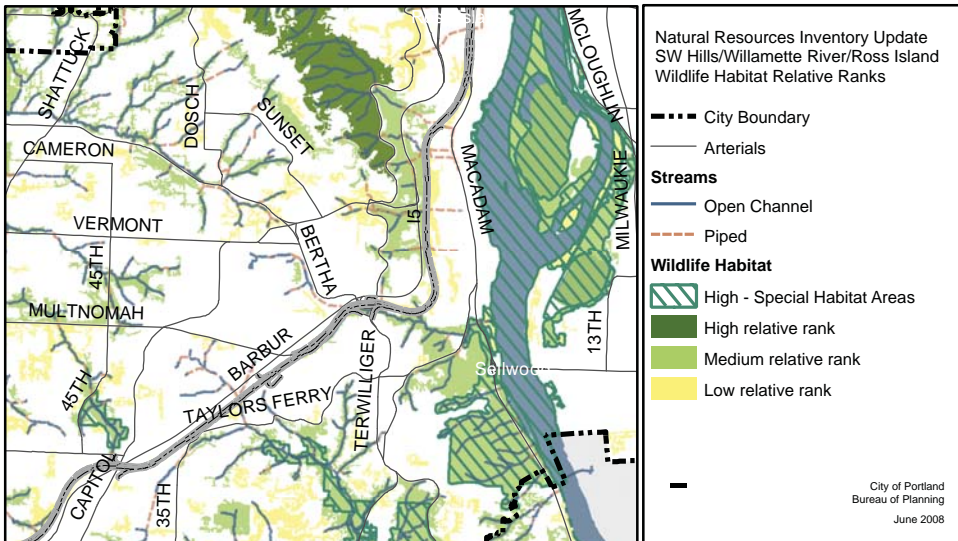 SHATTUCK
DOSCH
SUNSET
CAMERON
VERMONT
45TH
BERTHA
MULTNOMAH
BARBUR
45TH
TAYLORS FERRY
TERWILLIGER
CAPITOL
35TH
I5
MACADAM
MCLOUGHLIN
MILWAUKIE
13TH
Sellwood
Natural Resources Inventory Update
SW Hills/Willamette River/Ross Island
Wildlife Habitat Relative Ranks
City Boundary
Arterials
Streams
Open Channel
Piped
Wildlife Habitat
High - Special Habitat Areas
High relative rank
Medium relative rank
Low relative rank
City of Portland
Bureau of Planning
June 2008